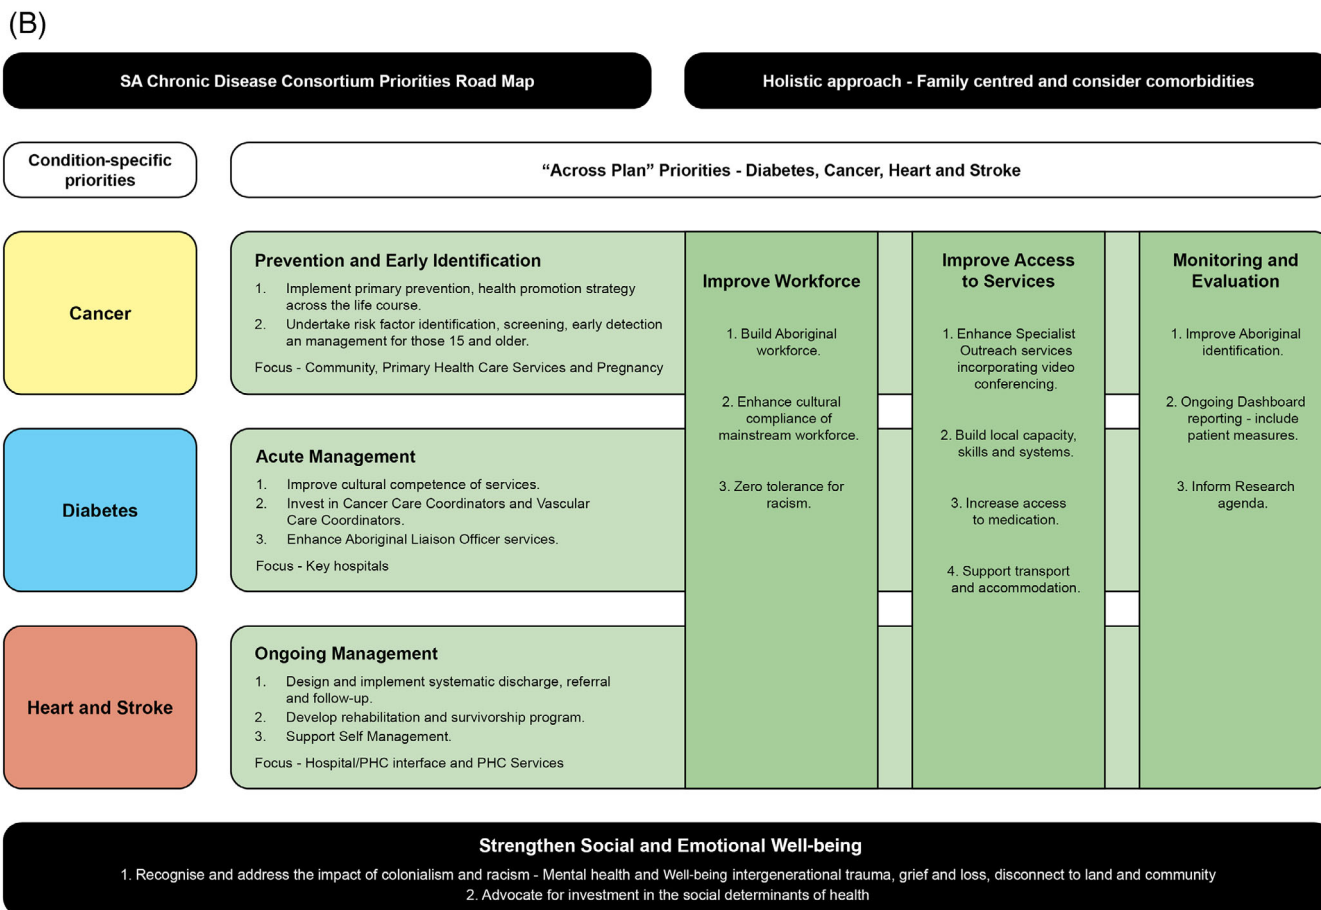 (B)
SA Chronic Disease Consortium Priorities Road Map
Holistic approach - Family centred and consider comorbidities
Condition-specific
priorities
“Across Plan” Priorities - Diabetes, Cancer, Heart and Stroke
Cancer
Prevention and Early Identification
1. Implement primary prevention, health promotion strategy
across the life course.
2. Undertake risk factor identification, screening, early detection
an management for those 15 and older.
Focus - Community, Primary Health Care Services and Pregnancy
Diabetes
Acute Management
1. Improve cultural competence of services.
2. Invest in Cancer Care Coordinators and Vascular
Care Coordinators.
3. Enhance Aboriginal Liaison Officer services.
Focus - Key hospitals
Heart and Stroke
Ongoing Management
1. Design and implement systematic discharge, referral
and follow-up.
2. Develop rehabilitation and survivorship program.
3. Support Self Management.
Focus - Hospital/PHC interface and PHC Services
Improve Workforce
1. Build Aboriginal
workforce.
2. Enhance cultural
compliance of
mainstream workforce.
3. Zero tolerance for
racism.
Improve Access
to Services
1. Enhance Specialist
Outreach services
incorporating video
conferencing.
2. Build local capacity,
skills and systems.
3. Increase access
to medication.
4. Support transport
and accommodation.
Monitoring and
Evaluation
1. Improve Aboriginal
identification.
2. Ongoing Dashboard
reporting - include
patient measures.
3. Inform Research
agenda.
Strengthen Social and Emotional Well-being
1. Recognise and address the impact of colonialism and racism - Mental health and Well-being intergenerational trauma, grief and loss, disconnect to land and community
2. Advocate for investment in the social determinants of health